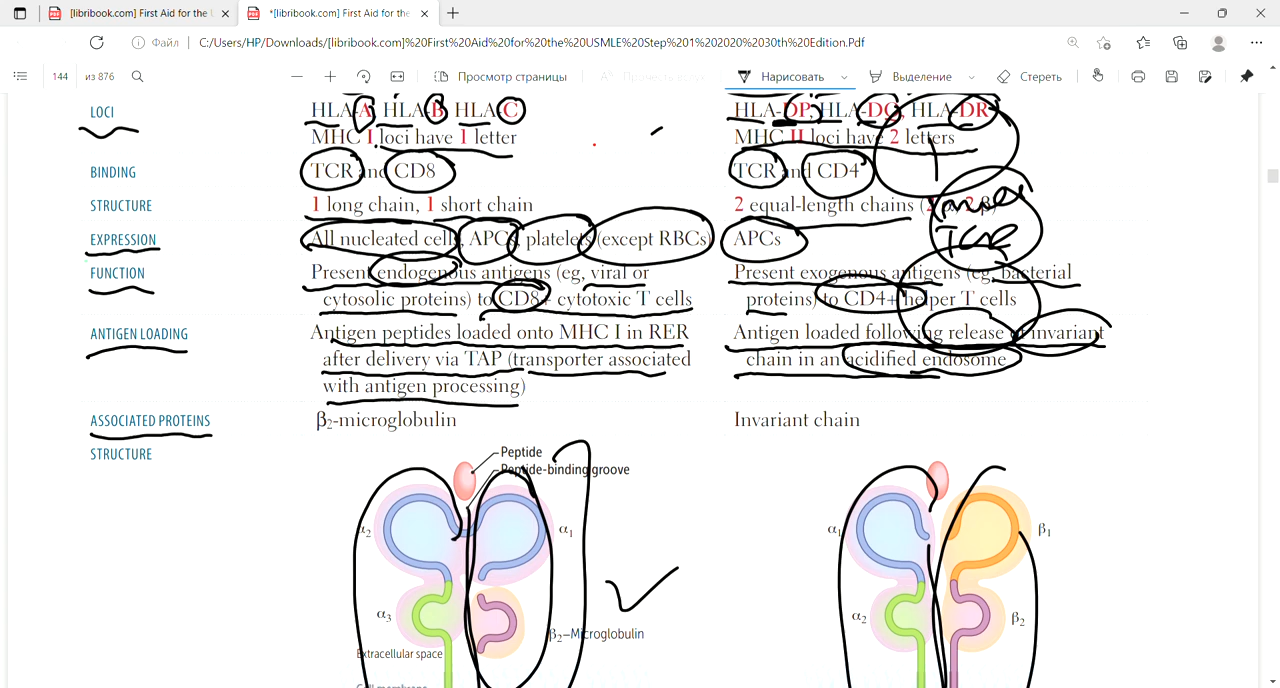 [libribook.com] First Aid for the
*[libribook.com] First Aid for the
Файл C:/Users/HP/Downloads/[libribook.com]%20First%20Aid%20for%20the%20USMLE%20Step%201%202020%2030th%20Edition.Pdf
144 из 876 Просмотр страницы Нарисовать Выделение Стереть
LOCI HLA-A, HLA-B, HLA-C HLA-DP, HLA-DQ, HLA-DR
MHC I loci have 1 letter MHC II loci have 2 letters
BINDING TCR and CD8 TCR and CD4
STRUCTURE 1 long chain, 1 short chain 2 equal-length chains (2 α, 2 β)
EXPRESSION All nucleated cells, APCs, platelets (except RBCs) APCs
TCR
FUNCTION Present endogenous antigens (eg, viral or Present exogenous antigens (eg, bacterial
cytosolic proteins) to CD8+ cytotoxic T cells proteins) to CD4+ helper T cells
ANTIGEN LOADING Antigen peptides loaded onto MHC I in RER Antigen loaded following release of invariant
after delivery via TAP (transporter associated chain in an acidified endosome
with antigen processing)
ASSOCIATED PROTEINS β2-microglobulin Invariant chain
STRUCTURE
Peptide
Peptide-binding groove
α2 α1 α1 β1
α3 α2 β2
β2–Microglobulin
Extracellular space
Cell membrane